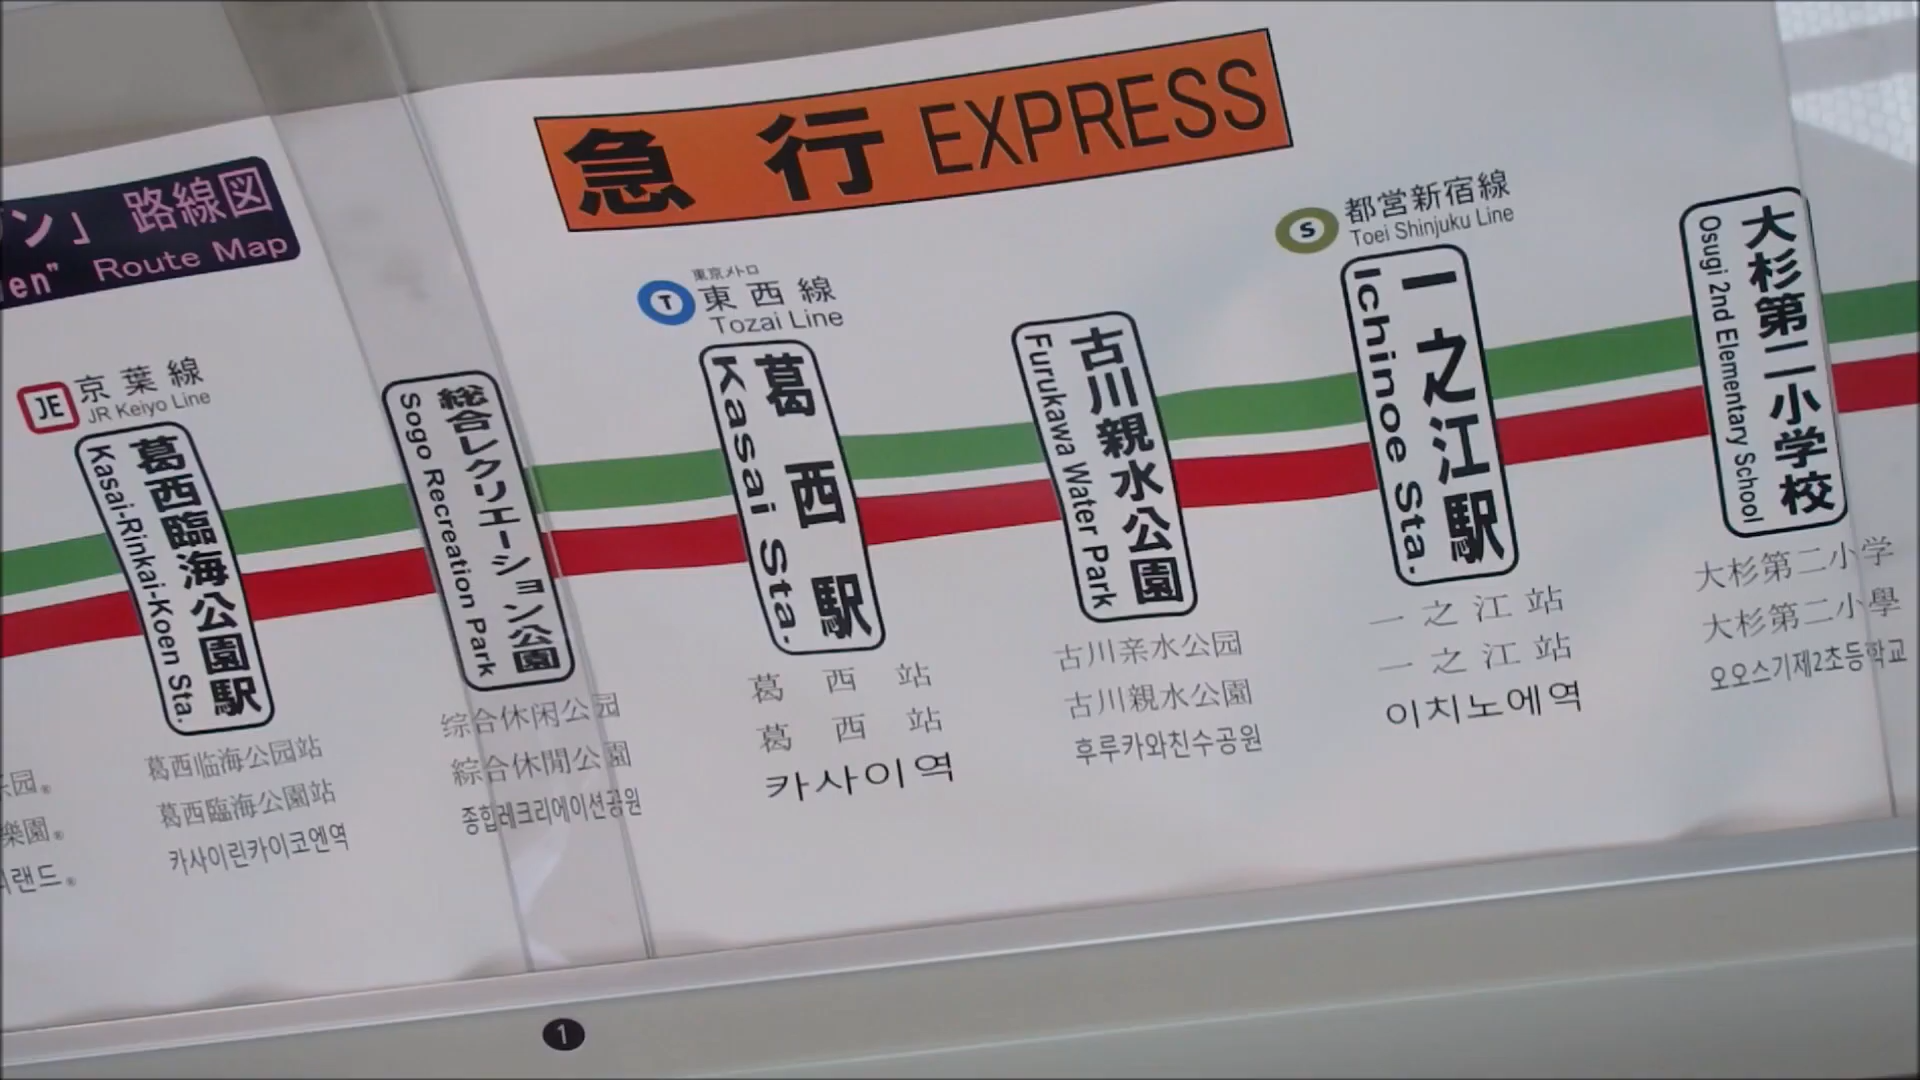 ン」 路線図
en" Route Map
急行 EXPRESS
JE 京葉線
JR Keiyo Line
葛西臨海公園駅
Kasai-Rinkai-Koen Sta.
葛西临海公园站
葛西臨海公園站
카사이린카이코엔역
总合レクリエーション公園
Sogo Recreation Park
综合休闲公园
綜合休閒公園
종합레크리에이션공원
東京メトロ
T 東西線
Tozai Line
葛西駅
Kasai Sta.
葛西站
葛西站
카사이역
古川親水公園
Furukawa Water Park
古川亲水公园
古川親水公園
후루카와친수공원
S 都営新宿線
Toei Shinjuku Line
一之江駅
Ichinoe Sta.
一之江站
一之江站
이치노에역
大杉第二小学校
Osugi 2nd Elementary School
大杉第二小学
大杉第二小學
오오스기제2초등학교
园®
樂園®
랜드®
1